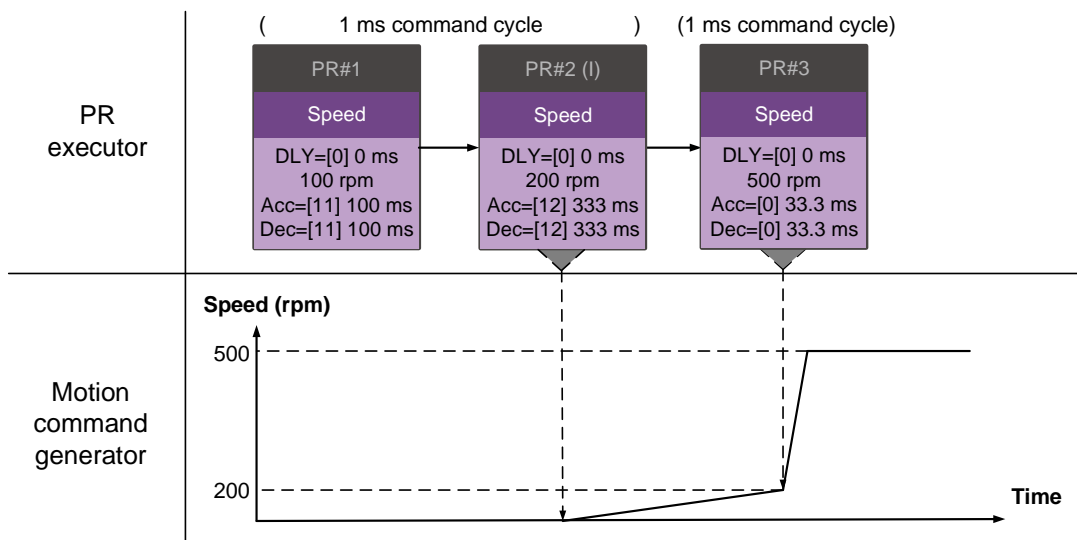 ( 1 ms command cycle ) (1 ms command cycle)
PR executor
PR#1
Speed
DLY=[0] 0 ms
100 rpm
Acc=[11] 100 ms
Dec=[11] 100 ms
PR#2 (I)
Speed
DLY=[0] 0 ms
200 rpm
Acc=[12] 333 ms
Dec=[12] 333 ms
PR#3
Speed
DLY=[0] 0 ms
500 rpm
Acc=[0] 33.3 ms
Dec=[0] 33.3 ms
Motion
command
generator
Speed (rpm)
500
200
Time